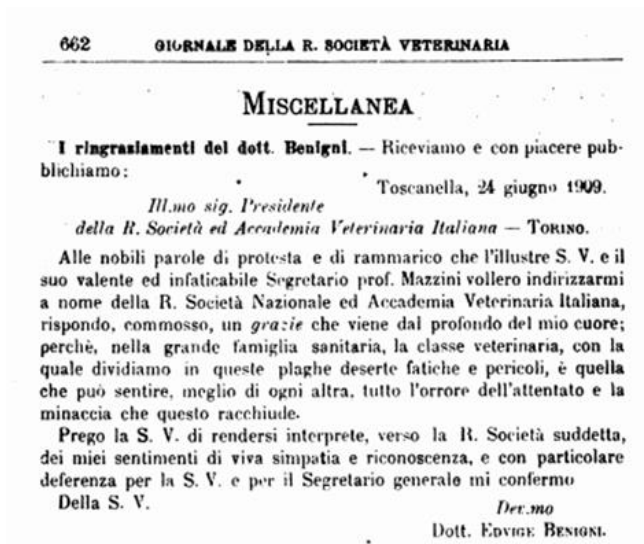 662 GIORNALE DELLA R. SOCIETÀ VETERINARIA
MISCELLANEA
I ringraziamenti del dott. Benigni. — Riceviamo e con piacere pub-
blichiamo:
Toscanella, 24 giugno 1909.
Ill.mo sig. Presidente
della R. Società ed Accademia Veterinaria Italiana — TORINO.
Alle nobili parole di protesta e di rammarico che l'illustre S. V. e il
suo valente ed infaticabile Segretario prof. Mazzini vollero indirizzarmi
a nome della R. Società Nazionale ed Accademia Veterinaria Italiana,
rispondo, commosso, un grazie che viene dal profondo del mio cuore;
perchè, nella grande famiglia sanitaria, la classe veterinaria, con la
quale dividiamo in queste plaghe deserte fatiche e pericoli, è quella
che può sentire, meglio di ogni altra, tutto l'orrore dell'attentato e la
minaccia che questo racchiude.
Prego la S. V. di rendersi interprete, verso la R. Società suddetta,
dei miei sentimenti di viva simpatia e riconoscenza, e con particolare
deferenza per la S. V. e per il Segretario generale mi confermo
Della S. V.
Dev.mo
Dott. EDVIGE BENIGNI.